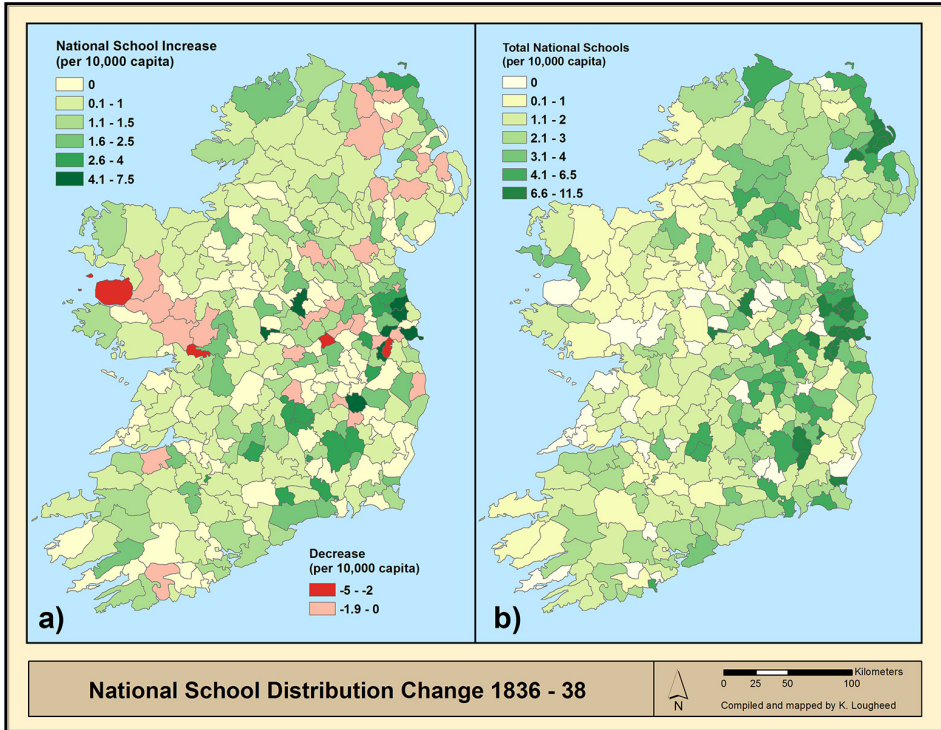 National School Increase
(per 10,000 capita)
0
0.1 - 1
1.1 - 1.5
1.6 - 2.5
2.6 - 4
4.1 - 7.5
Decrease
(per 10,000 capita)
-5 - -2
-1.9 - 0
a)
Total National Schools
(per 10,000 capita)
0
0.1 - 1
1.1 - 2
2.1 - 3
3.1 - 4
4.1 - 6.5
6.6 - 11.5
b)
National School Distribution Change 1836 - 38
N
Kilometers
0 25 50 100
Compiled and mapped by K. Lougheed